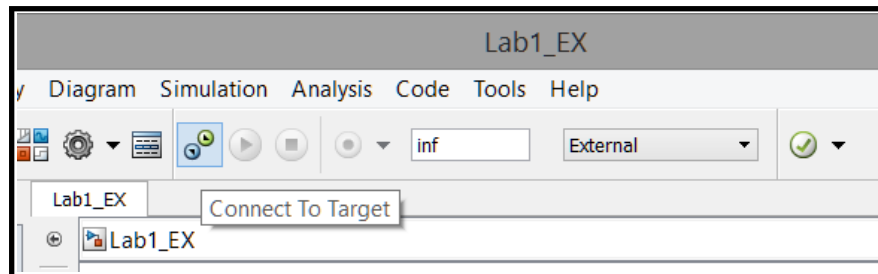 Lab1_EX
y Diagram Simulation Analysis Code Tools Help
inf External
Lab1_EX
Connect To Target
Lab1_EX